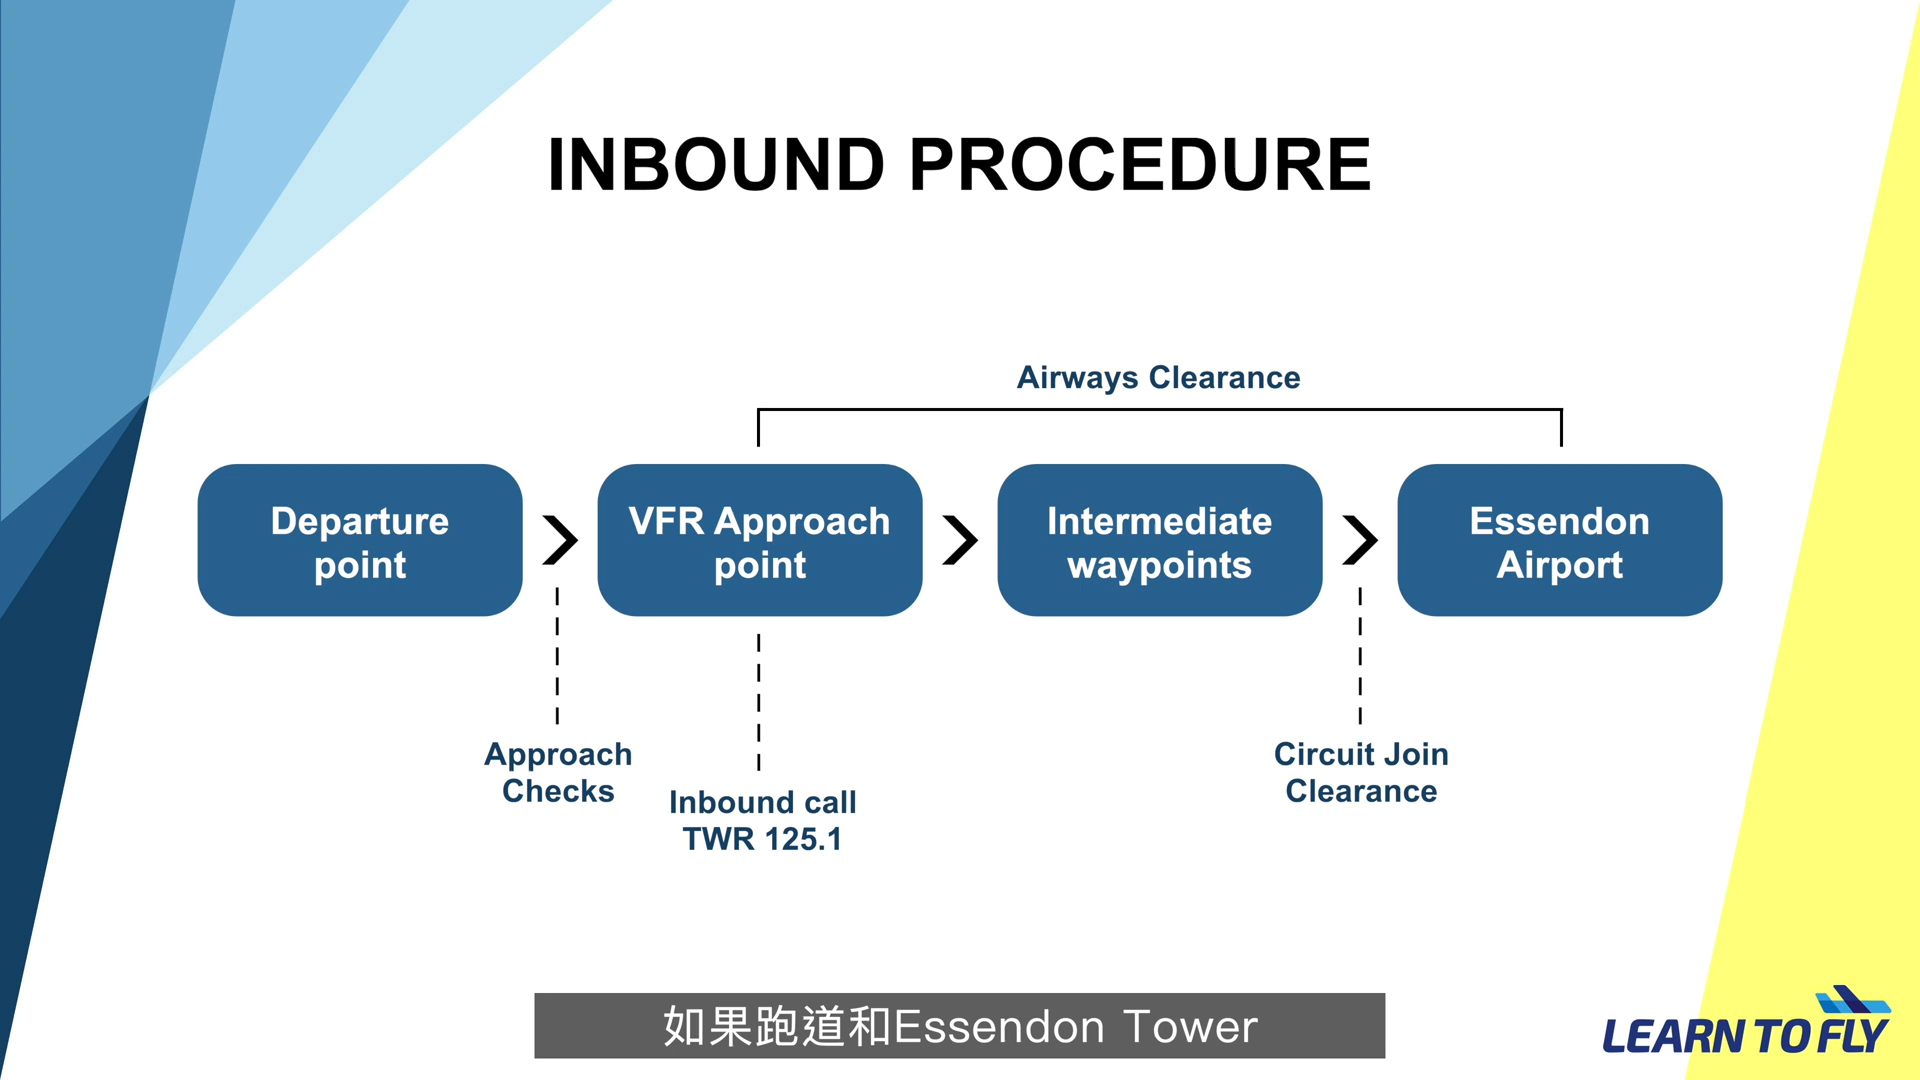 INBOUND PROCEDURE
Airways Clearance
Departure
point
VFR Approach
point
Intermediate
waypoints
Essendon
Airport
Approach
Checks
Inbound call
TWR 125.1
Circuit Join
Clearance
如果跑道和Essendon Tower
LEARN TO FLY